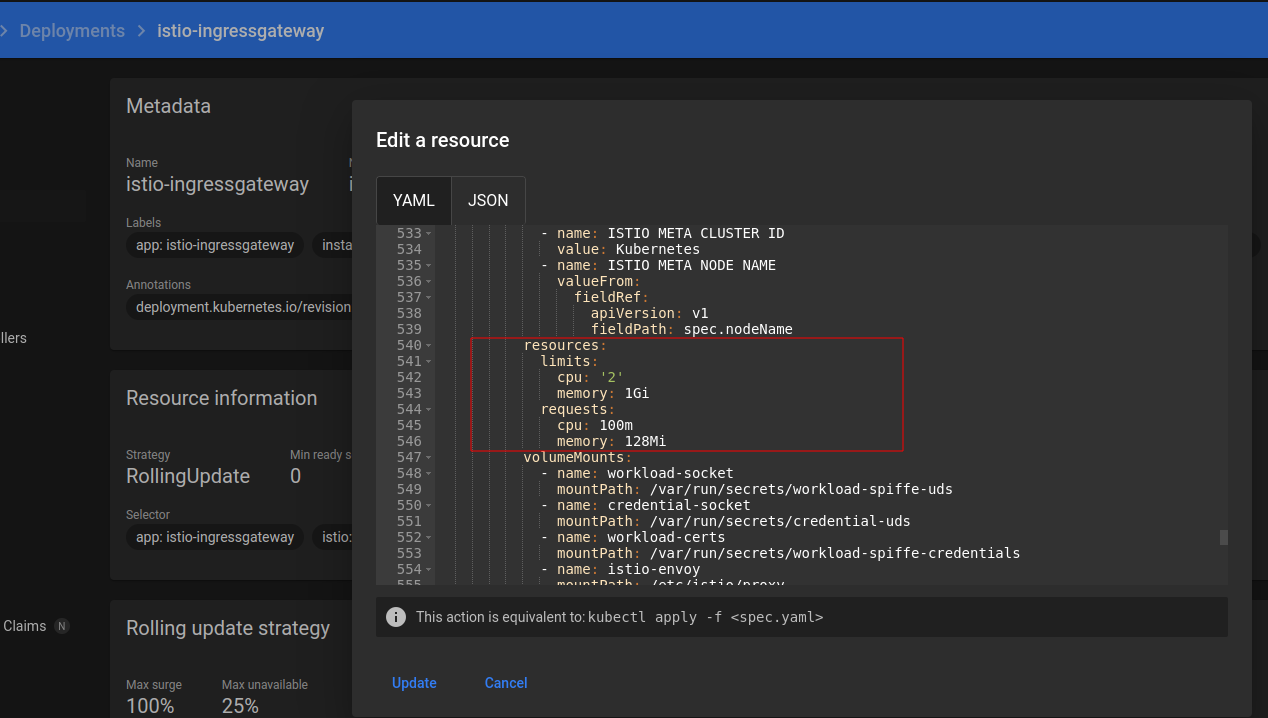 Deployments > istio-ingressgateway
Metadata
Name
istio-ingressgateway
Labels
app: istio-ingressgateway
insta
Annotations
deployment.kubernetes.io/revision
llers
Resource information
Strategy
Min ready s
RollingUpdate
0
Selector
app: istio-ingressgateway
istio:
Claims N
Rolling update strategy
Max surge
Max unavailable
100%
25%
Edit a resource
YAML
JSON
533 - name: ISTIO META CLUSTER ID
534 value: Kubernetes
535 - name: ISTIO META NODE NAME
536 valueFrom:
537 fieldRef:
538 apiVersion: v1
539 fieldPath: spec.nodeName
540 resources:
541 limits:
542 cpu: '2'
543 memory: 1Gi
544 requests:
545 cpu: 100m
546 memory: 128Mi
547 volumeMounts:
548 - name: workload-socket
549 mountPath: /var/run/secrets/workload-spiffe-uds
550 - name: credential-socket
551 mountPath: /var/run/secrets/credential-uds
552 - name: workload-certs
553 mountPath: /var/run/secrets/workload-spiffe-credentials
554 - name: istio-envoy
555 mountPath: /etc/istio/proxy
This action is equivalent to: kubectl apply -f <spec.yaml>
Update
Cancel